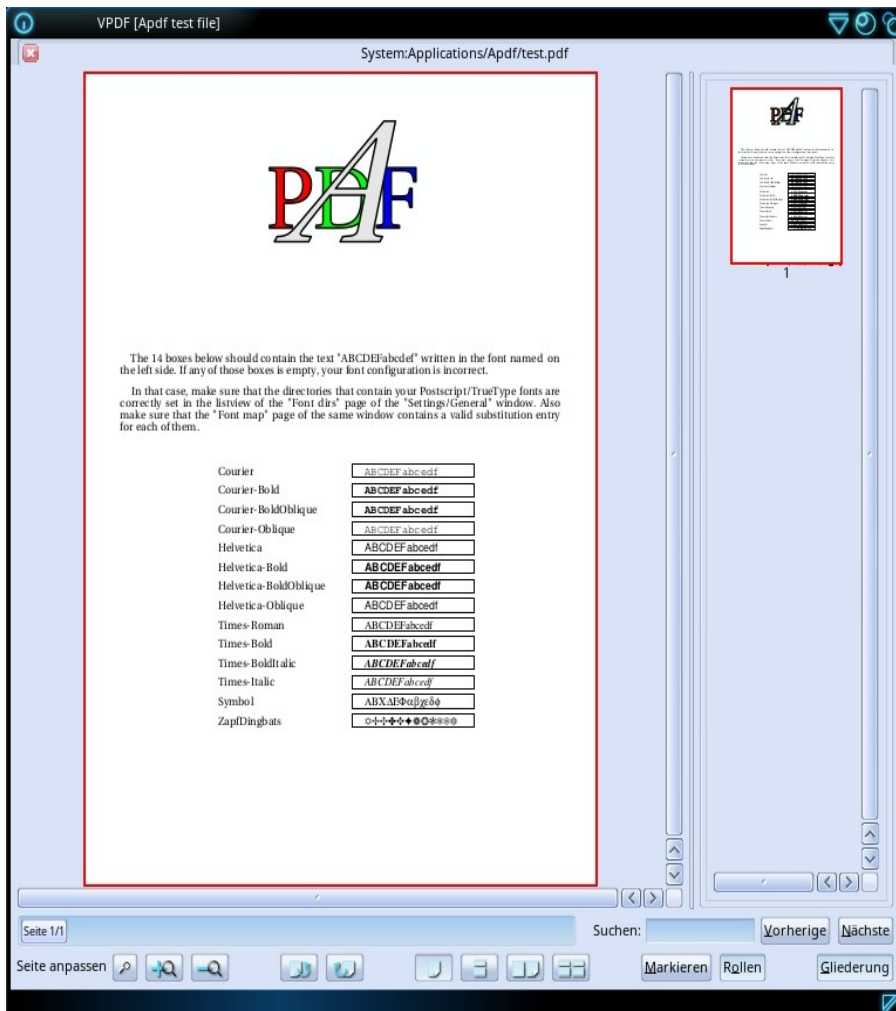 VPDF [Apdf test file]
System:Applications/Apdf/test.pdf
PDF
A
The 14 boxes below should contain the text "ABCDEFabcdef" written in the font named on
the left side. If any of those boxes is empty, your font configuration is incorrect.
In that case, make sure that the directories that contain your Postscript/TrueType fonts are
correctly set in the listview of the "Font dirs" page of the "Settings/General" window. Also
make sure that the "Font map" page of the same window contains a valid substitution entry
for each of them.
Courier ABCDEFabcedf
Courier-Bold ABCDEFabcedf
Courier-BoldOblique ABCDEFabcedf
Courier-Oblique ABCDEFabcedf
Helvetica ABCDEFabcedf
Helvetica-Bold ABCDEFabcedf
Helvetica-BoldOblique ABCDEFabcedf
Helvetica-Oblique ABCDEFabcedf
Times-Roman ABCDEFabcedf
Times-Bold ABCDEFabcedf
Times-BoldItalic ABCDEFabcedf
Times-Italic ABCDEFabcedf
Symbol ΑΒΧΔΕΦαβχεδφ
ZapfDingbats
1
Seite 1/1
Suchen: Vorherige Nächste
Seite anpassen Markieren Rollen Gliederung